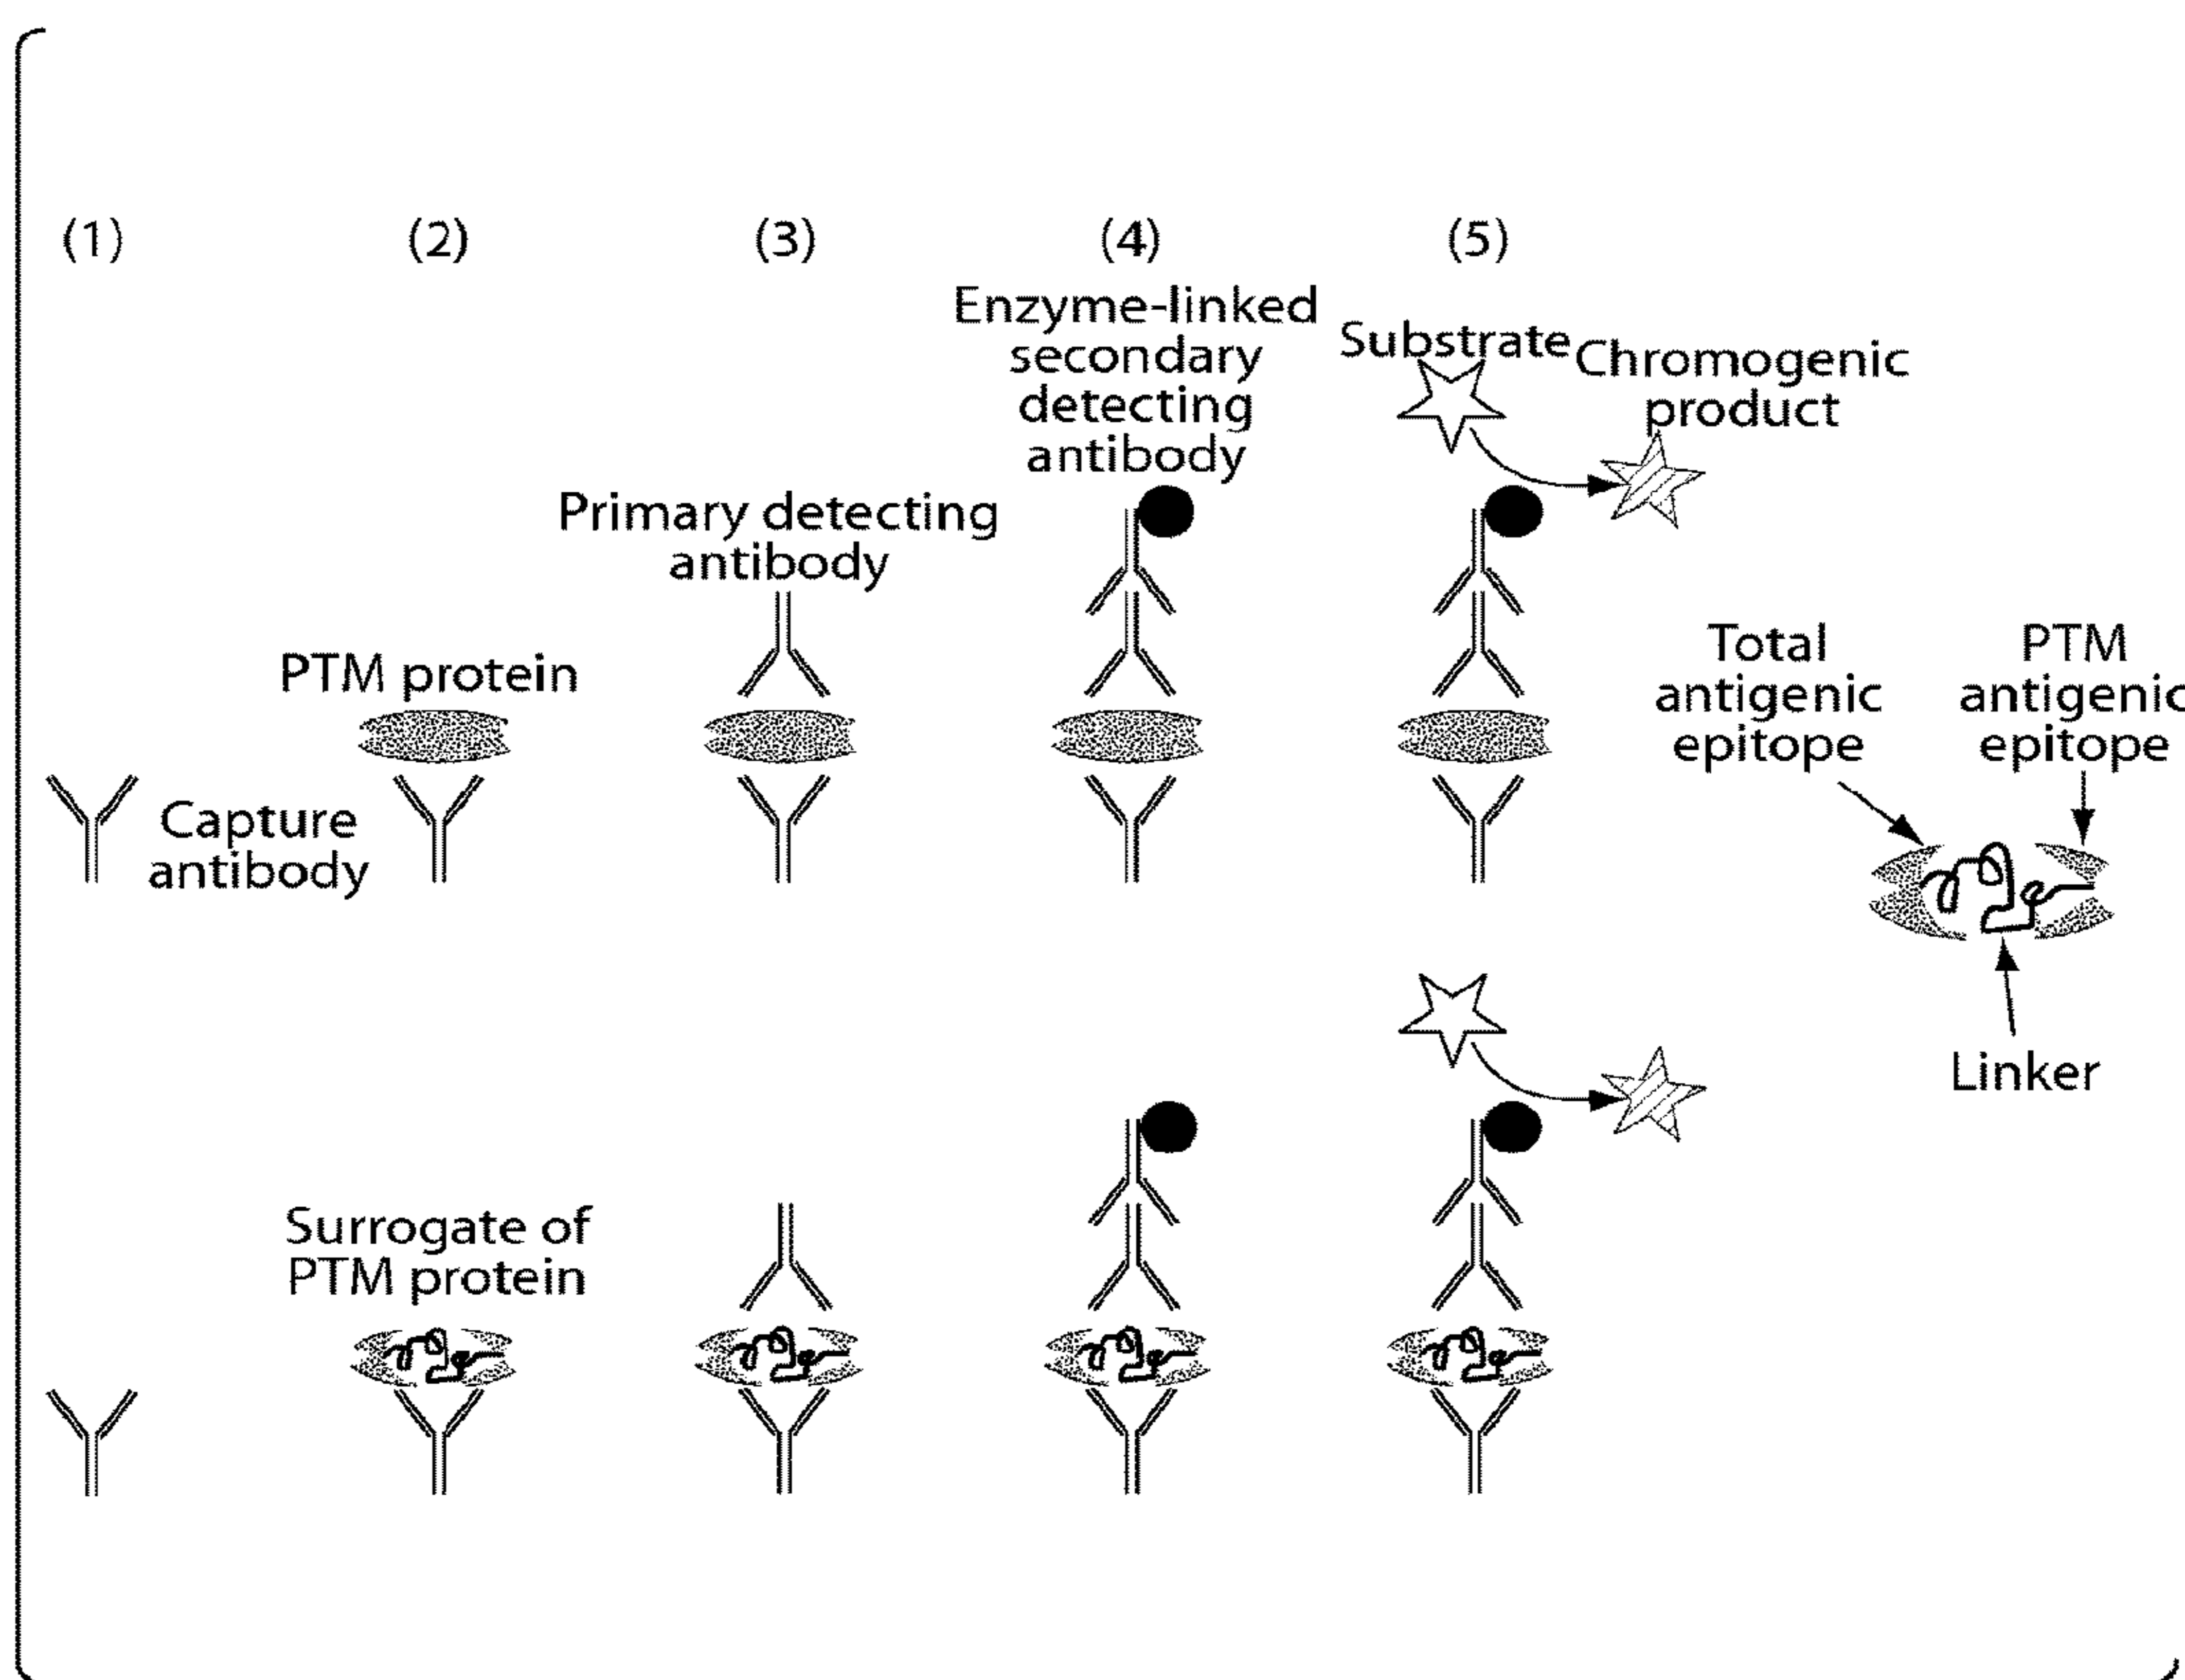 (1)
(2)
(3)
(4)
(5)
Enzyme-linked
secondary
detecting
antibody
Substrate
Chromogenic
product
Primary detecting
antibody
PTM protein
Capture
antibody
Total
antigenic
epitope
PTM
antigenic
epitope
Linker
Surrogate of
PTM protein